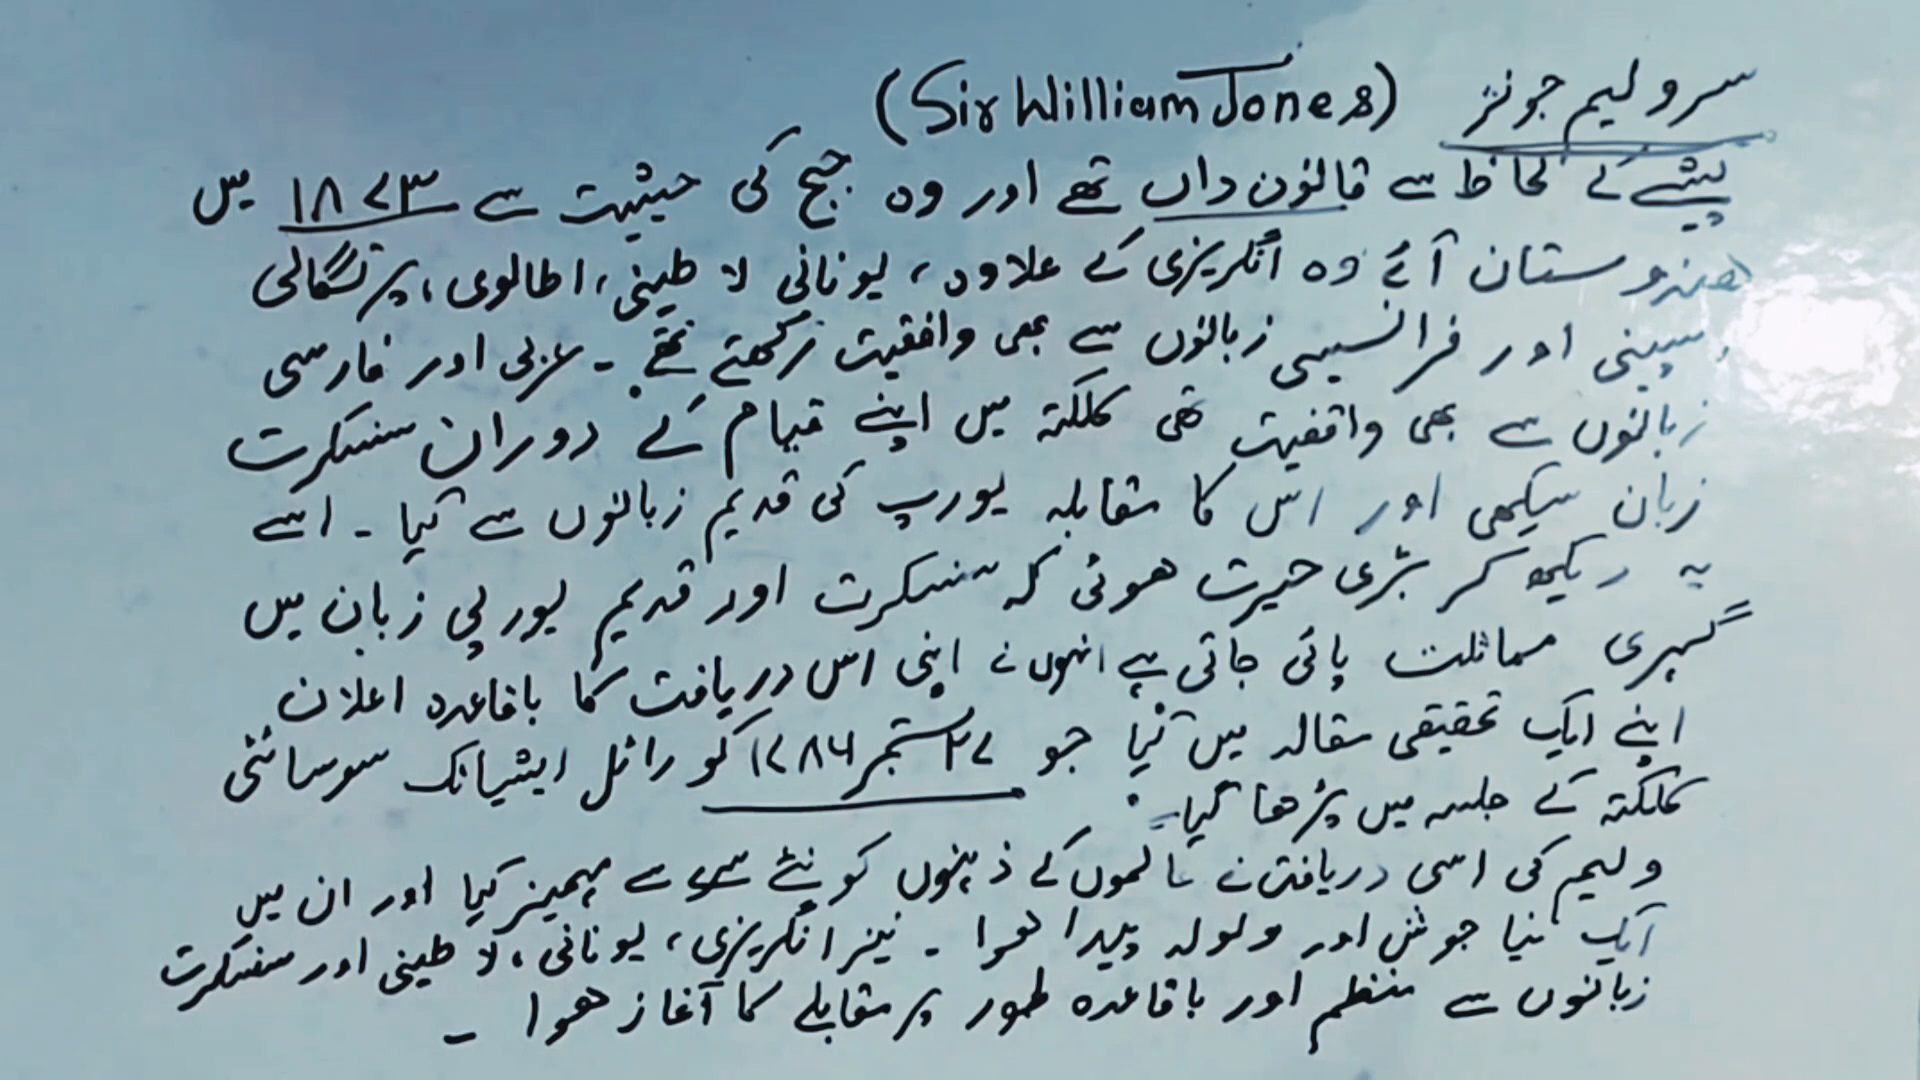 سر ولیم جونز (Sir William Jones)
پیشے کے لحاظ سے قانون داں تھے اور وہ جج کی حیثیت سے ۱۸۷۳ میں
ھندوستان آئے وہ انگریزی کے علاوہ، یونانی لاطینی، اطالوی، پرتگالی
سپینی اور فرانسیسی زبانوں سے بھی واقفیت رکھتے تھے۔ عربی اور فارسی
زبانوں سے بھی واقفیت تھی کلکتہ میں اپنے قیام کے دوران سنسکرت
زبان سیکھی اور اس کا مقابلہ یورپ کی قدیم زبانوں سے کیا۔ اسے
یہ دیکھ کر بڑی حیرت ھوئی کہ سنسکرت اور قدیم یورپی زبان میں
گہری مماثلت پائی جاتی ہے انہوں نے اپنی اس دریافت کا باقاعدہ اعلان
اپنے ایک تحقیقی مقالہ میں کیا جو ۲۷ ستمبر ۱۷۸۶ کو رائل ایشیاٹک سوسائٹی
کلکتہ کے جلسہ میں پڑھا گیا۔
ولیم کی اسی دریافت نے عالموں کے ذہنوں کو نئے سرے سے مہمیز کیا اور ان میں
ایک نیا جوش اور ولولہ پیدا ھوا۔ نیز انگریزی، یونانی، لاطینی اور سنسکرت
زبانوں سے منظم اور باقاعدہ طور پر مقابلے کا آغاز ھوا۔